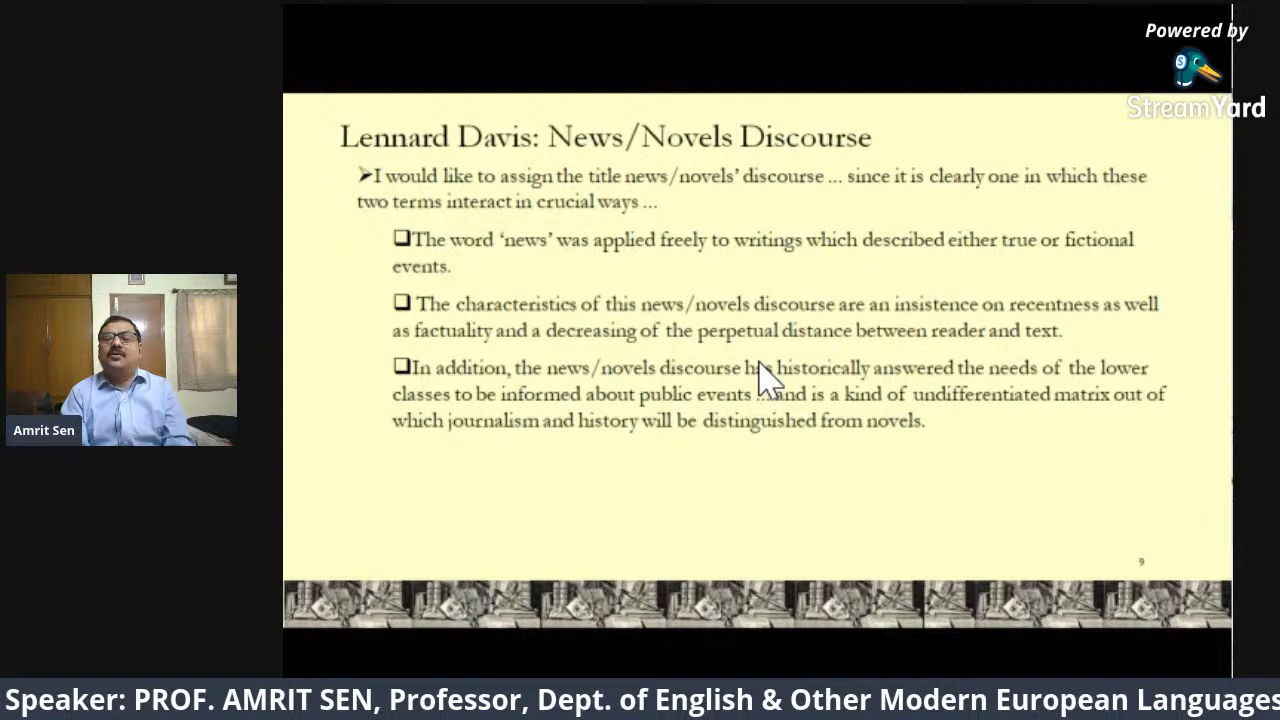 Powered by
StreamYard
Lennard Davis: News/Novels Discourse
➤I would like to assign the title news/novels’ discourse ... since it is clearly one in which these
two terms interact in crucial ways ...
❑The word ‘news’ was applied freely to writings which described either true or fictional
events.
❑ The characteristics of this news/novels discourse are an insistence on recentness as well
as factuality and a decreasing of the perpetual distance between reader and text.
❑In addition, the news/novels discourse has historically answered the needs of the lower
classes to be informed about public events ... and is a kind of undifferentiated matrix out of
which journalism and history will be distinguished from novels.
9
Amrit Sen
Speaker: PROF. AMRIT SEN, Professor, Dept. of English & Other Modern European Languages